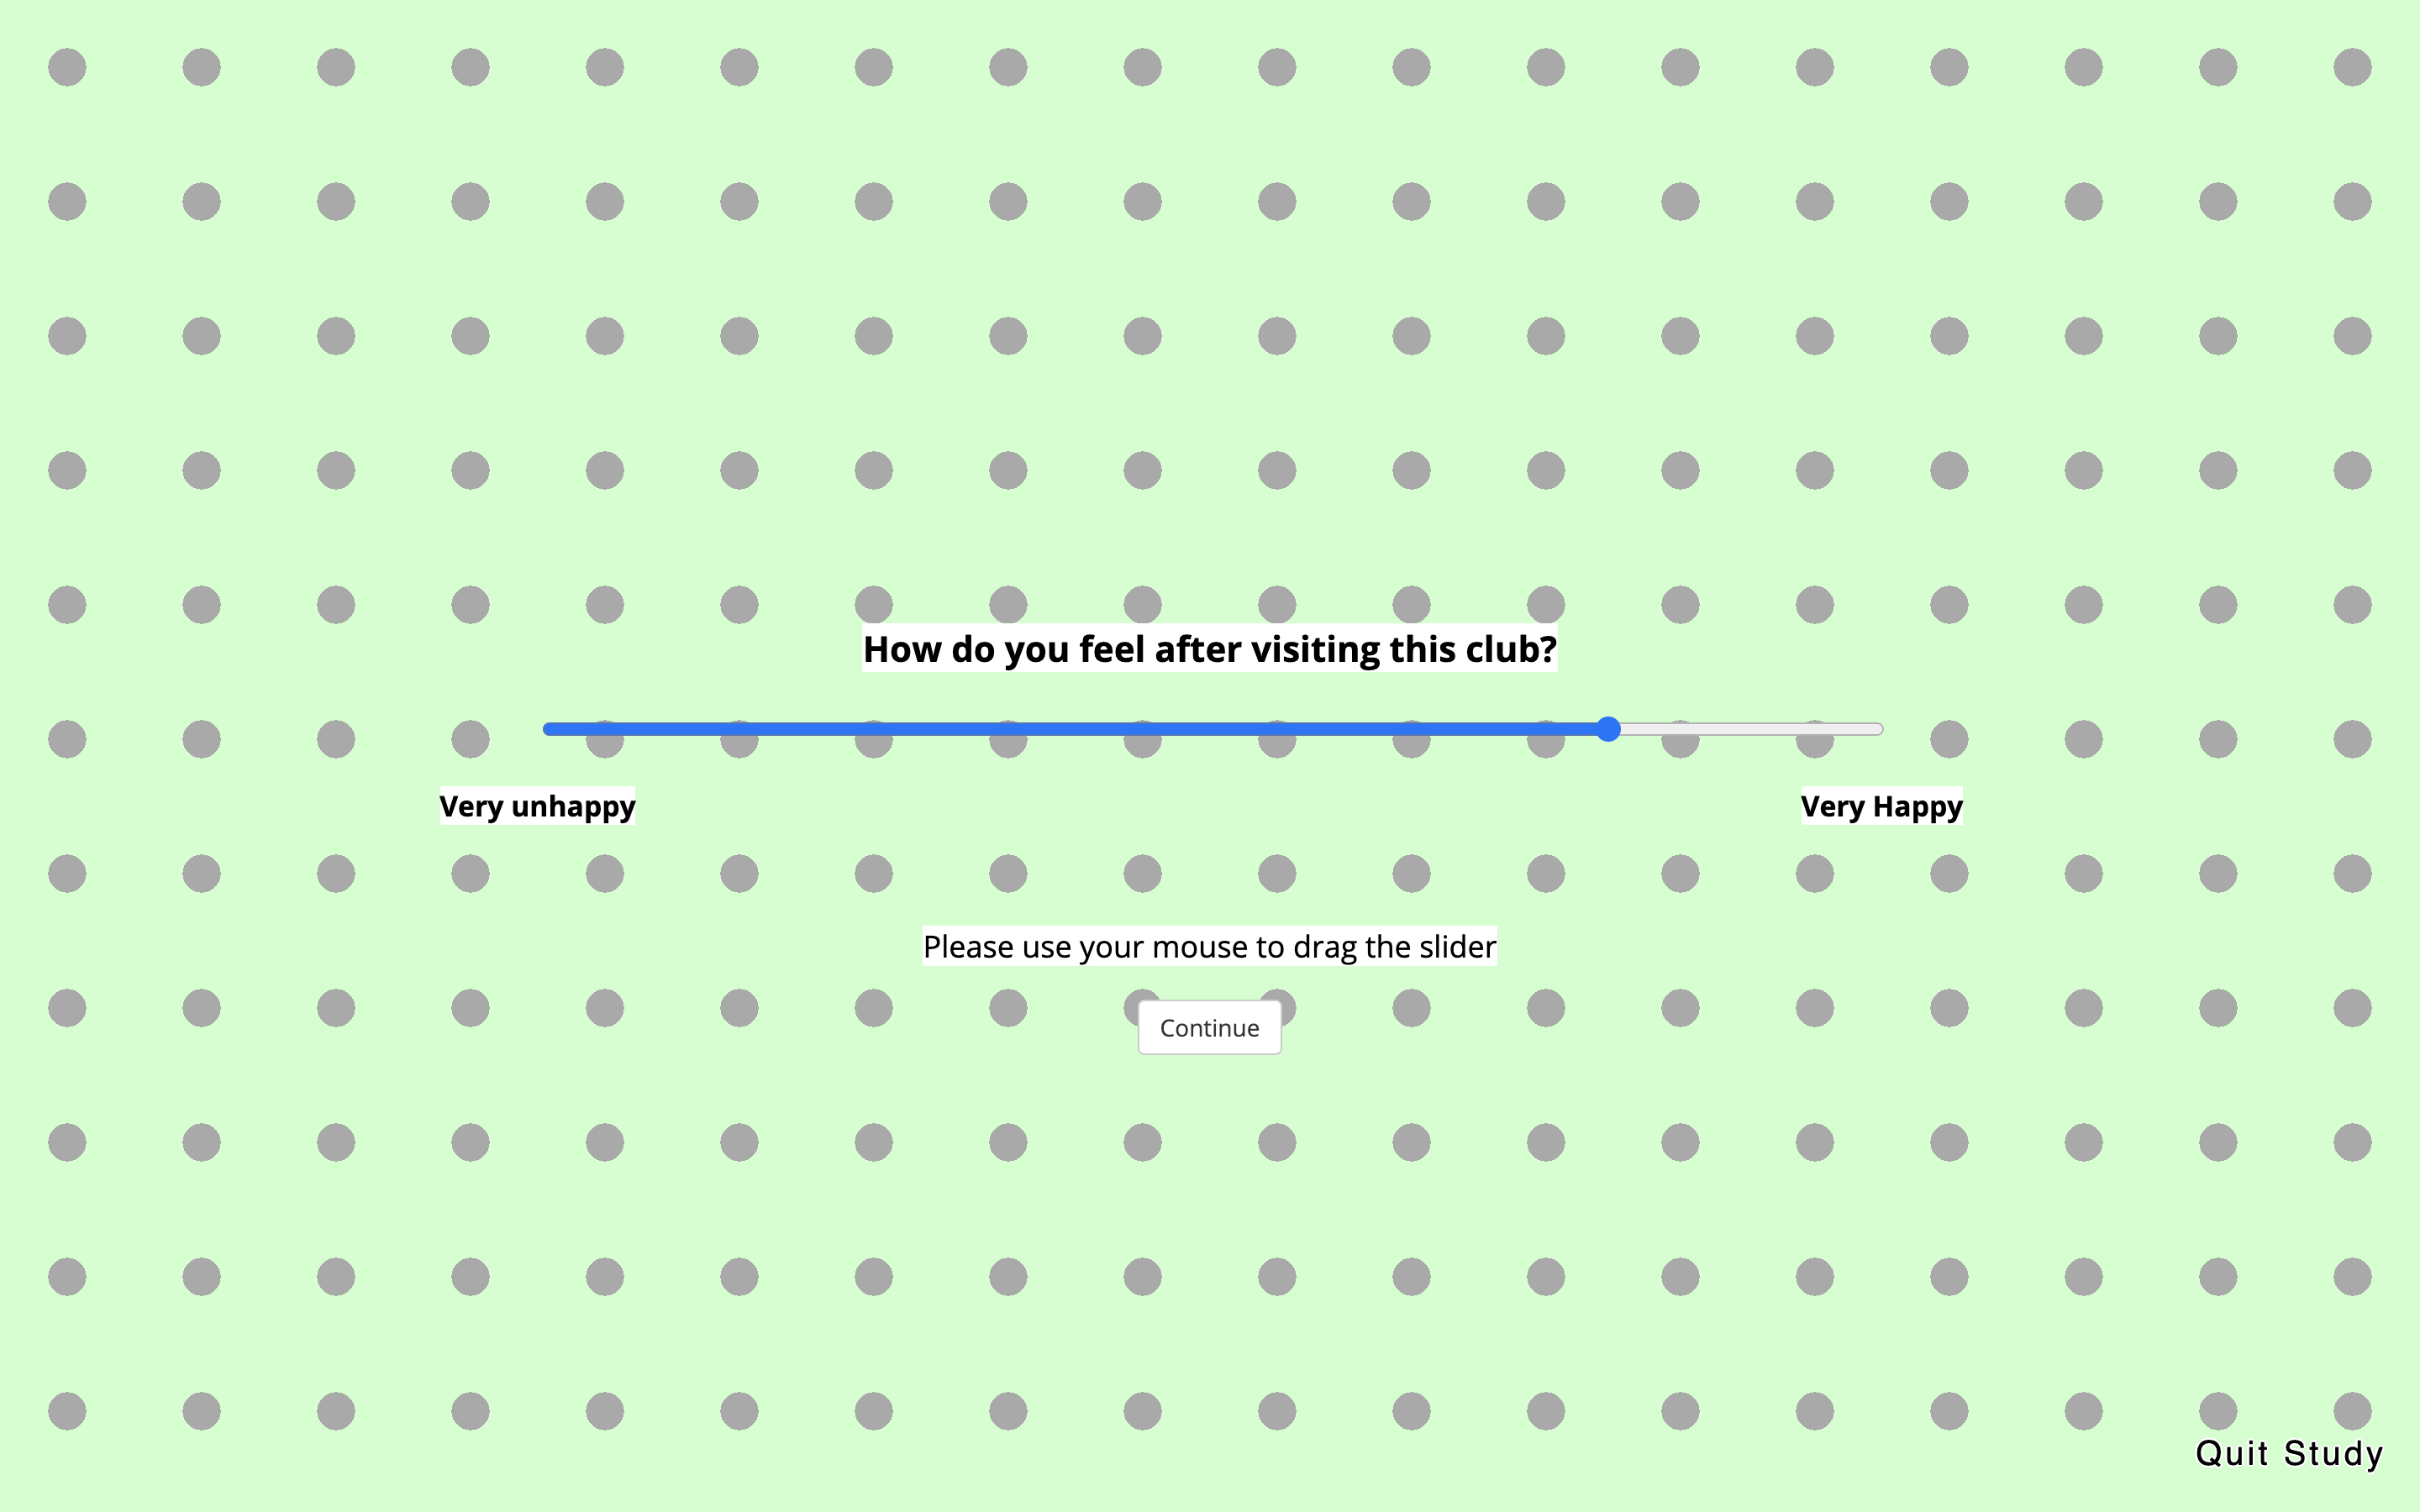 How do you feel after visiting this club?
Very unhappy
Very Happy
Please use your mouse to drag the slider
Continue
Quit Study